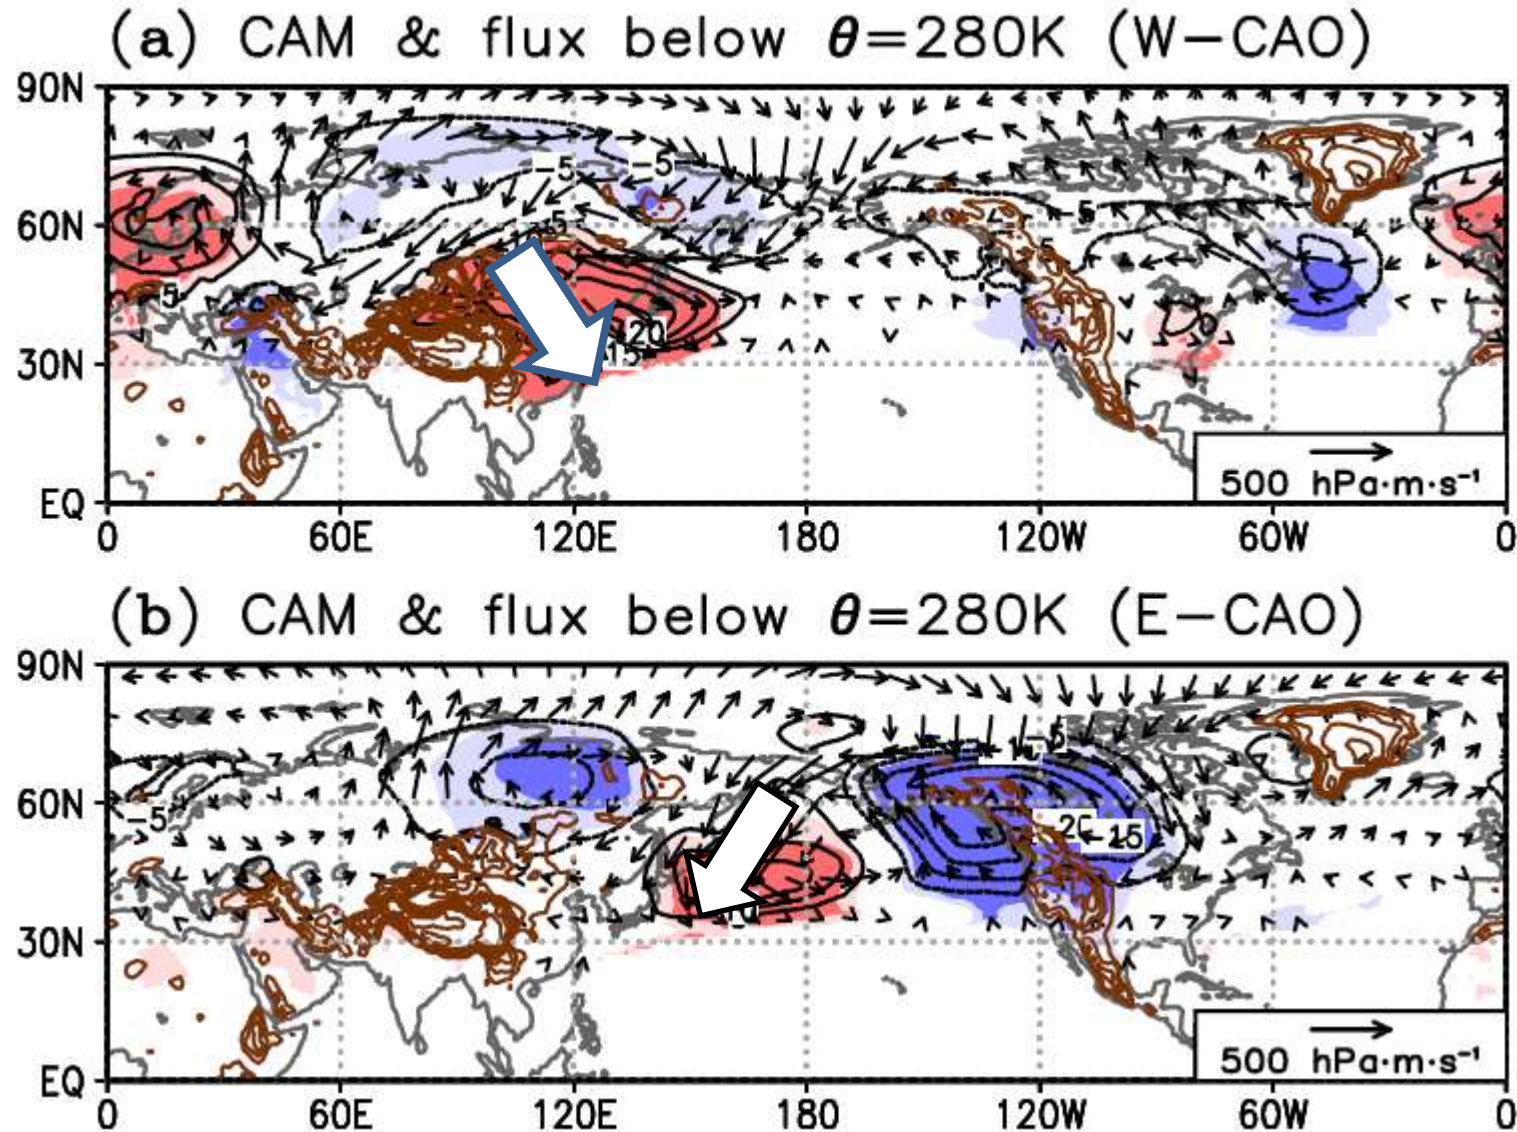 (a) CAM & flux below θ=280K (W−CAO)
90N
−5 −5
60N
5
−5
5
20
15
30N
500 hPa·m·s⁻¹
EQ
0 60E 120E 180 120W 60W 0
(b) CAM & flux below θ=280K (E−CAO)
90N
−5
60N
−5
−20 −15
30N
500 hPa·m·s⁻¹
EQ
0 60E 120E 180 120W 60W 0